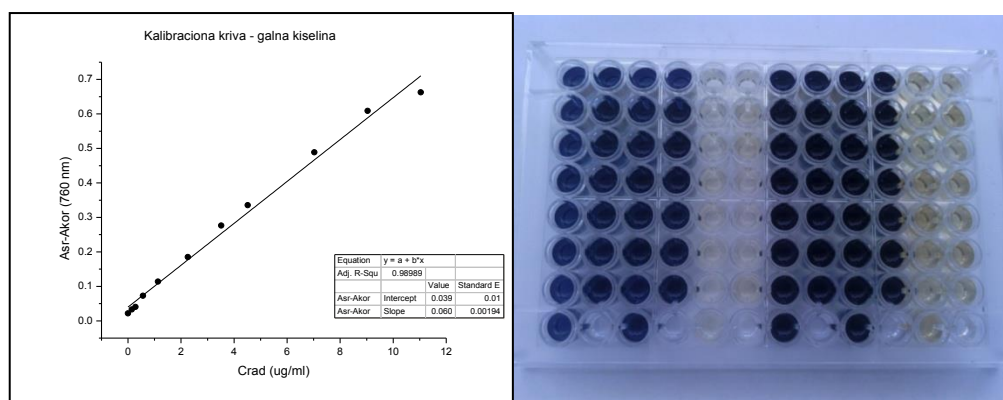 Kalibraciona kriva - galna kiselina
Asr-Akor (760 nm)
0.7
0.6
0.5
0.4
0.3
0.2
0.1
0.0
0 2 4 6 8 10 12
Crad (ug/ml)
Equation y = a + b*x
Adj. R-Squ 0.98989
Value Standard E
Asr-Akor Intercept 0.039 0.01
Asr-Akor Slope 0.060 0.00194